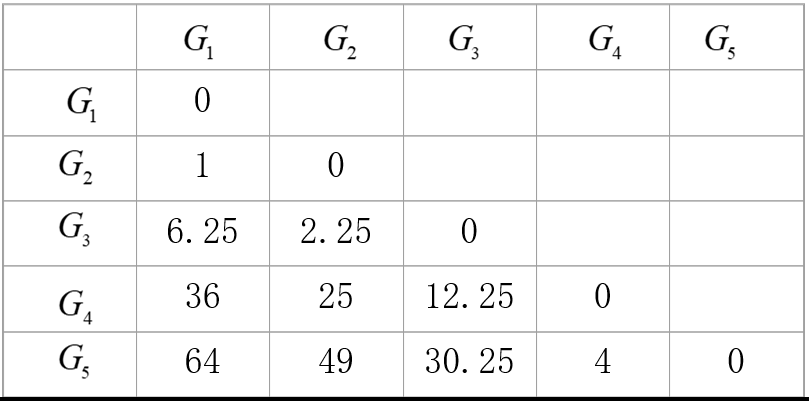 G₁ G₂ G₃ G₄ G₅
G₁ 0
G₂ 1 0
G₃ 6.25 2.25 0
G₄ 36 25 12.25 0
G₅ 64 49 30.25 4 0